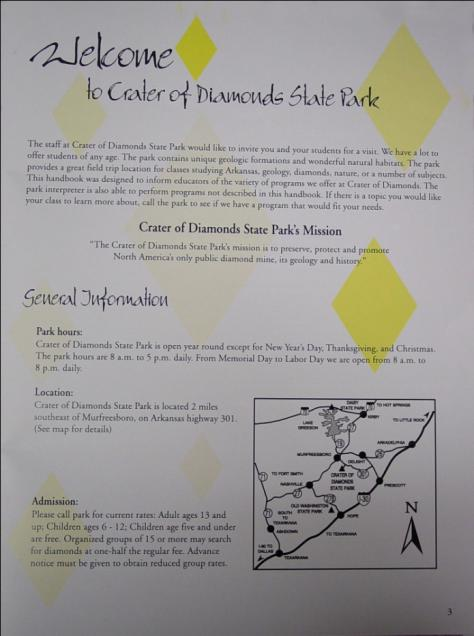 Welcome
to Crater of Diamonds State Park
The staff at Crater of Diamonds State Park would like to invite you and your students for a visit. We have a lot to
offer students of any age. The park contains unique geologic formations and wonderful natural habitats. The park
provides a great field trip location for classes studying Arkansas, geology, diamonds, nature, or a number of subjects.
This handbook was designed to inform educators of the variety of programs we offer at Crater of Diamonds. The
park interpreter is also able to perform programs not described in this handbook. If there is a topic you would like
your class to learn more about, call the park to see if we have a program that would fit your needs.
Crater of Diamonds State Park's Mission
"The Crater of Diamonds State Park's mission is to preserve, protect and promote
North America's only public diamond mine, its geology and history."
General Information
Park hours:
Crater of Diamonds State Park is open year round except for New Year's Day, Thanksgiving, and Christmas.
The park hours are 8 a.m. to 5 p.m. daily. From Memorial Day to Labor Day we are open from 8 a.m. to
8 p.m. daily.
Location:
Crater of Diamonds State Park is located 2 miles
southeast of Murfreesboro, on Arkansas highway 301.
(See map for details)
Admission:
Please call park for current rates: Adult ages 13 and
up; Children ages 6 - 12; Children age five and under
are free. Organized groups of 15 or more may search
for diamonds at one-half the regular fee. Advance
notice must be given to obtain reduced group rates.
DAISY
STATE PARK
TO HOT SPRINGS
KIRBY
TO LITTLE ROCK
LAKE
GREESON
ARKADELPHIA
MURFREESBORO
DELIGHT
CRATER OF
DIAMONDS
STATE PARK
TO FORT SMITH
NASHVILLE
PRESCOTT
OLD WASHINGTON
STATE PARK
HOPE
SOUTH
TO
TEXARKANA
ASHDOWN
TO TEXARKANA
I-30 TO
DALLAS
TEXARKANA
N
3